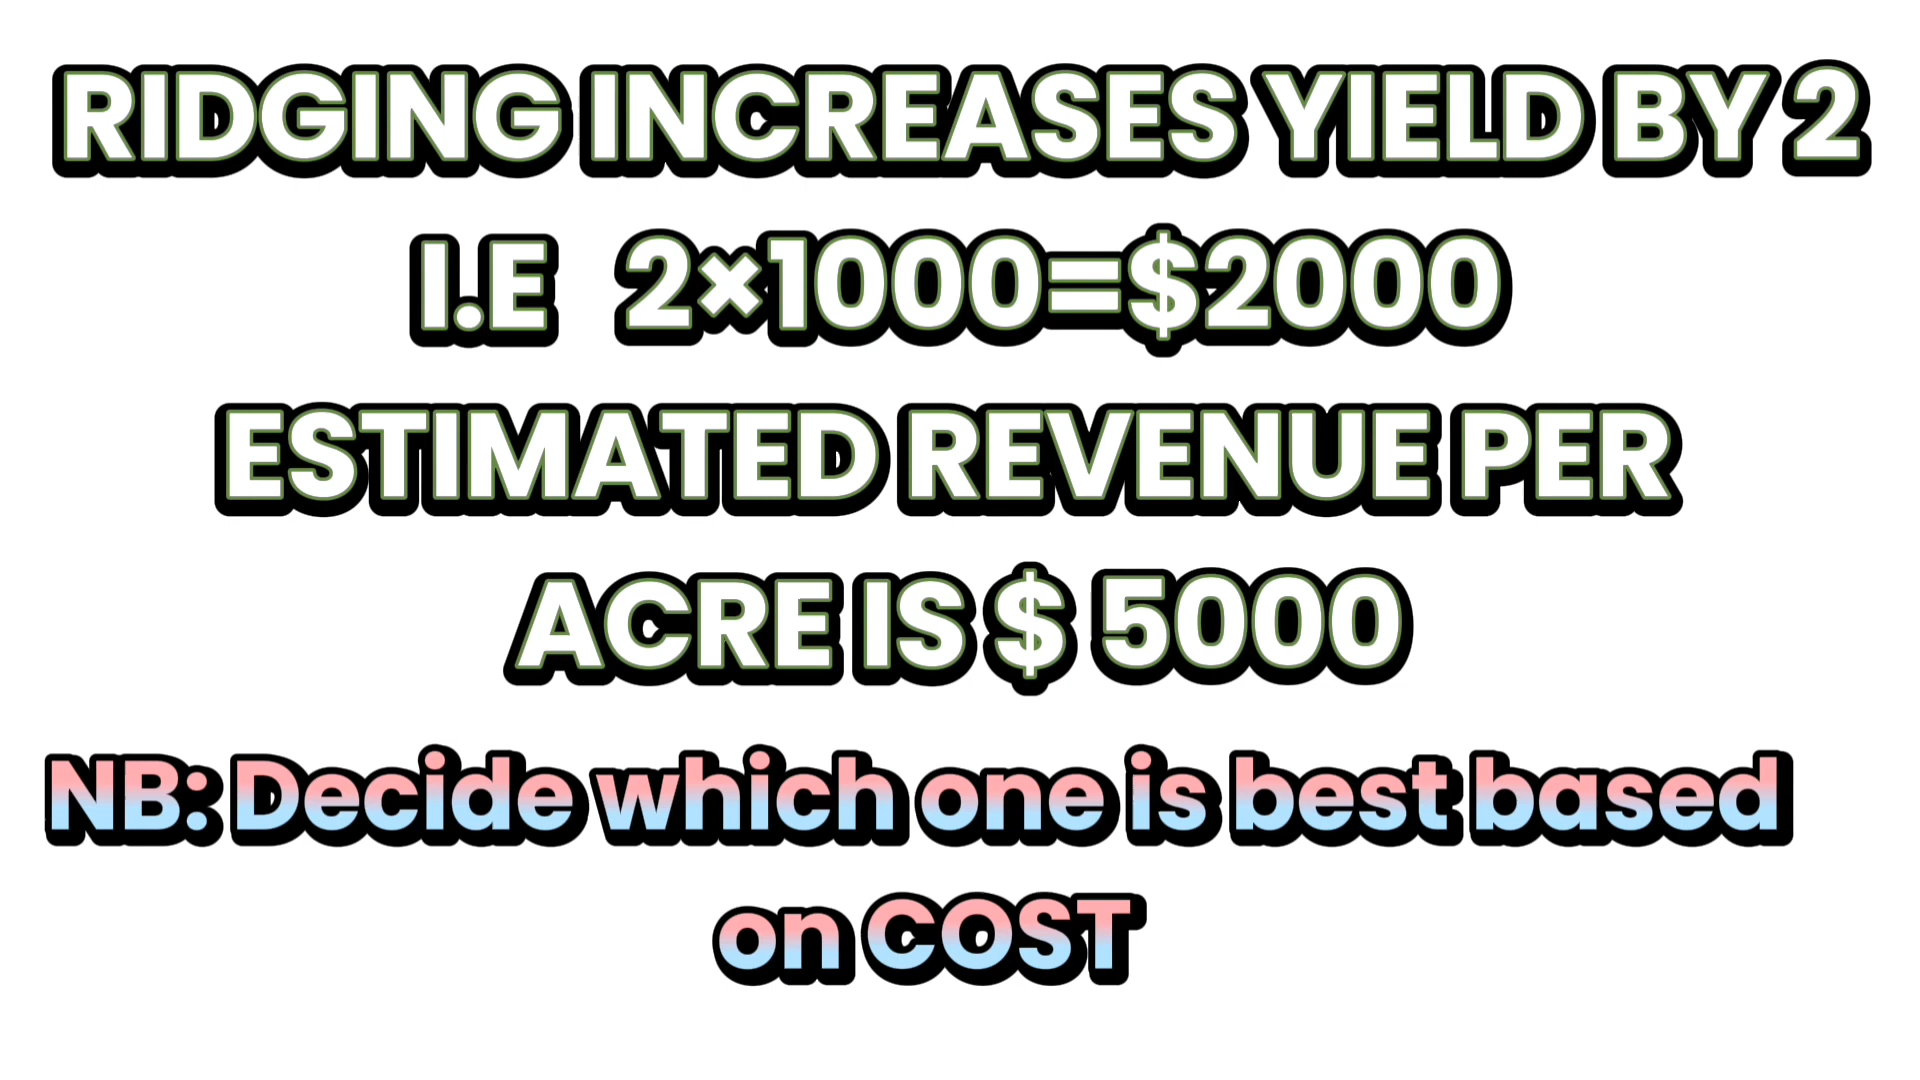 RIDGING INCREASES YIELD BY 2
I.E 2×1000=$2000
ESTIMATED REVENUE PER
ACRE IS $ 5000
NB: Decide which one is best based
on COST